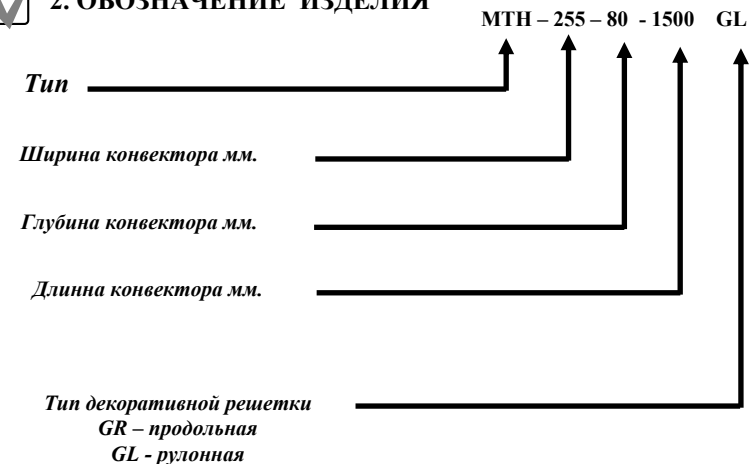 2. ОБОЗНАЧЕНИЕ ИЗДЕЛИЯ
МТН – 255 – 80 - 1500 GL
Тип
Ширина конвектора мм.
Глубина конвектора мм.
Длинна конвектора мм.
Тип декоративной решетки
GR – продольная
GL - рулонная